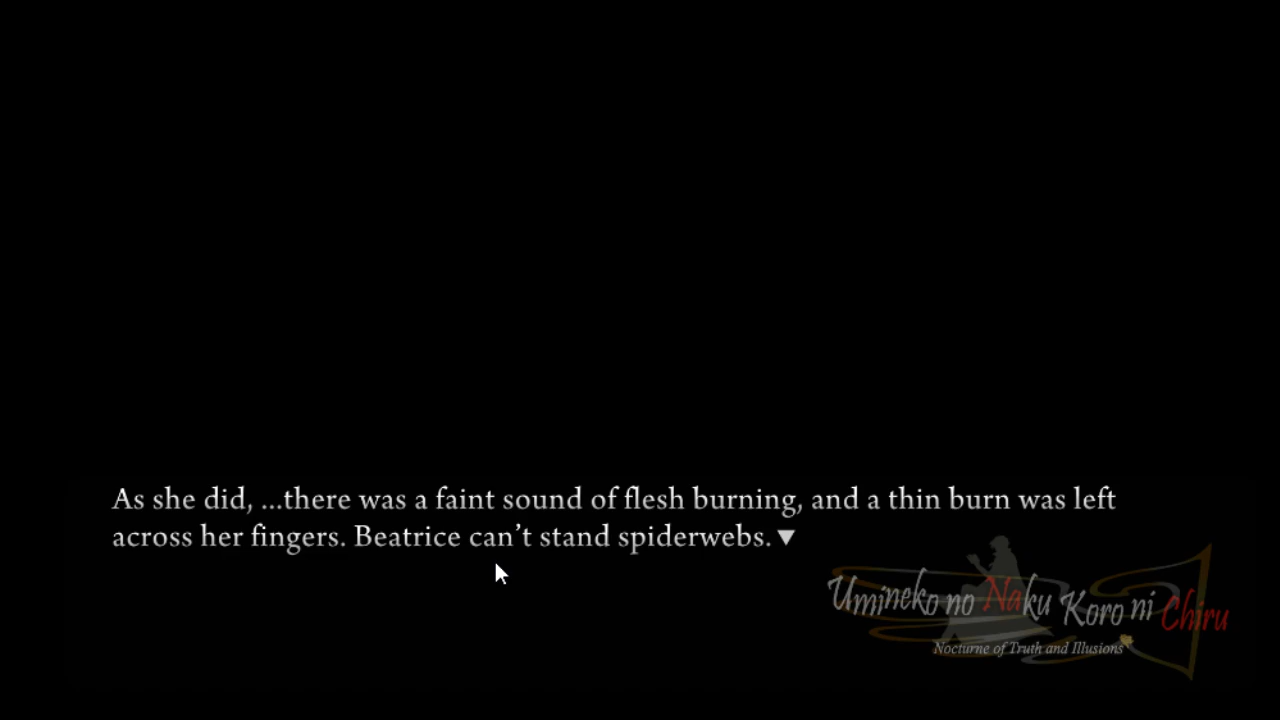 As she did, ...there was a faint sound of flesh burning, and a thin burn was left
across her fingers. Beatrice can’t stand spiderwebs.
Umineko no Naku Koro ni Chiru
Nocturne of Truth and Illusions